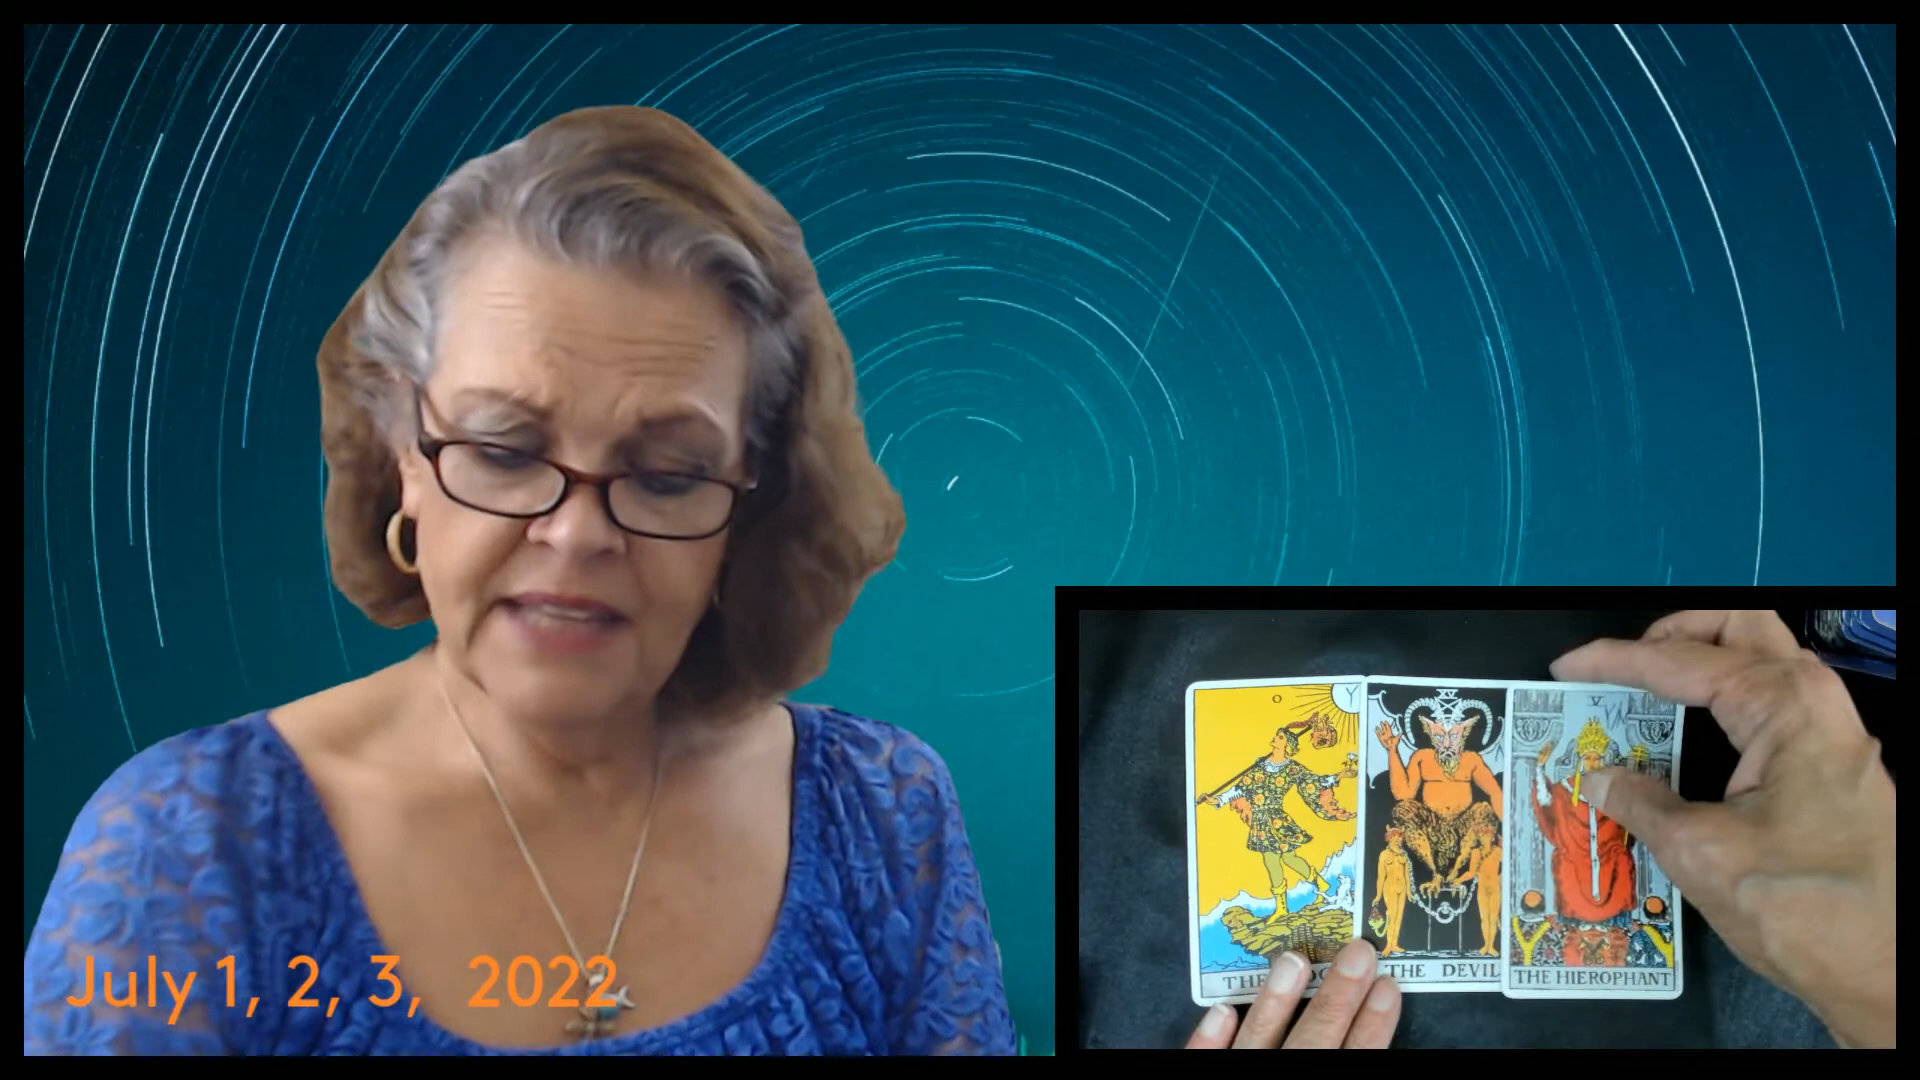 July 1, 2, 3, 2022
0
XV
V
THE DEVIL
THE HIEROPHANT